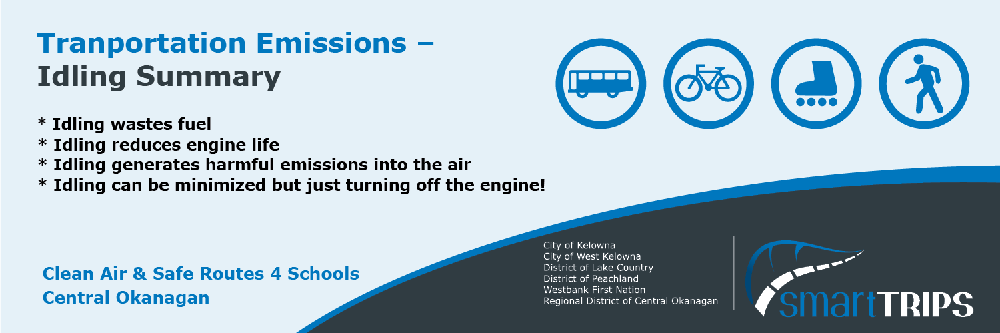 Tranportation Emissions –
Idling Summary
* Idling wastes fuel
* Idling reduces engine life
* Idling generates harmful emissions into the air
* Idling can be minimized but just turning off the engine!
Clean Air & Safe Routes 4 Schools
Central Okanagan
City of Kelowna
City of West Kelowna
District of Lake Country
District of Peachland
Westbank First Nation
Regional District of Central Okanagan
smartTRIPS